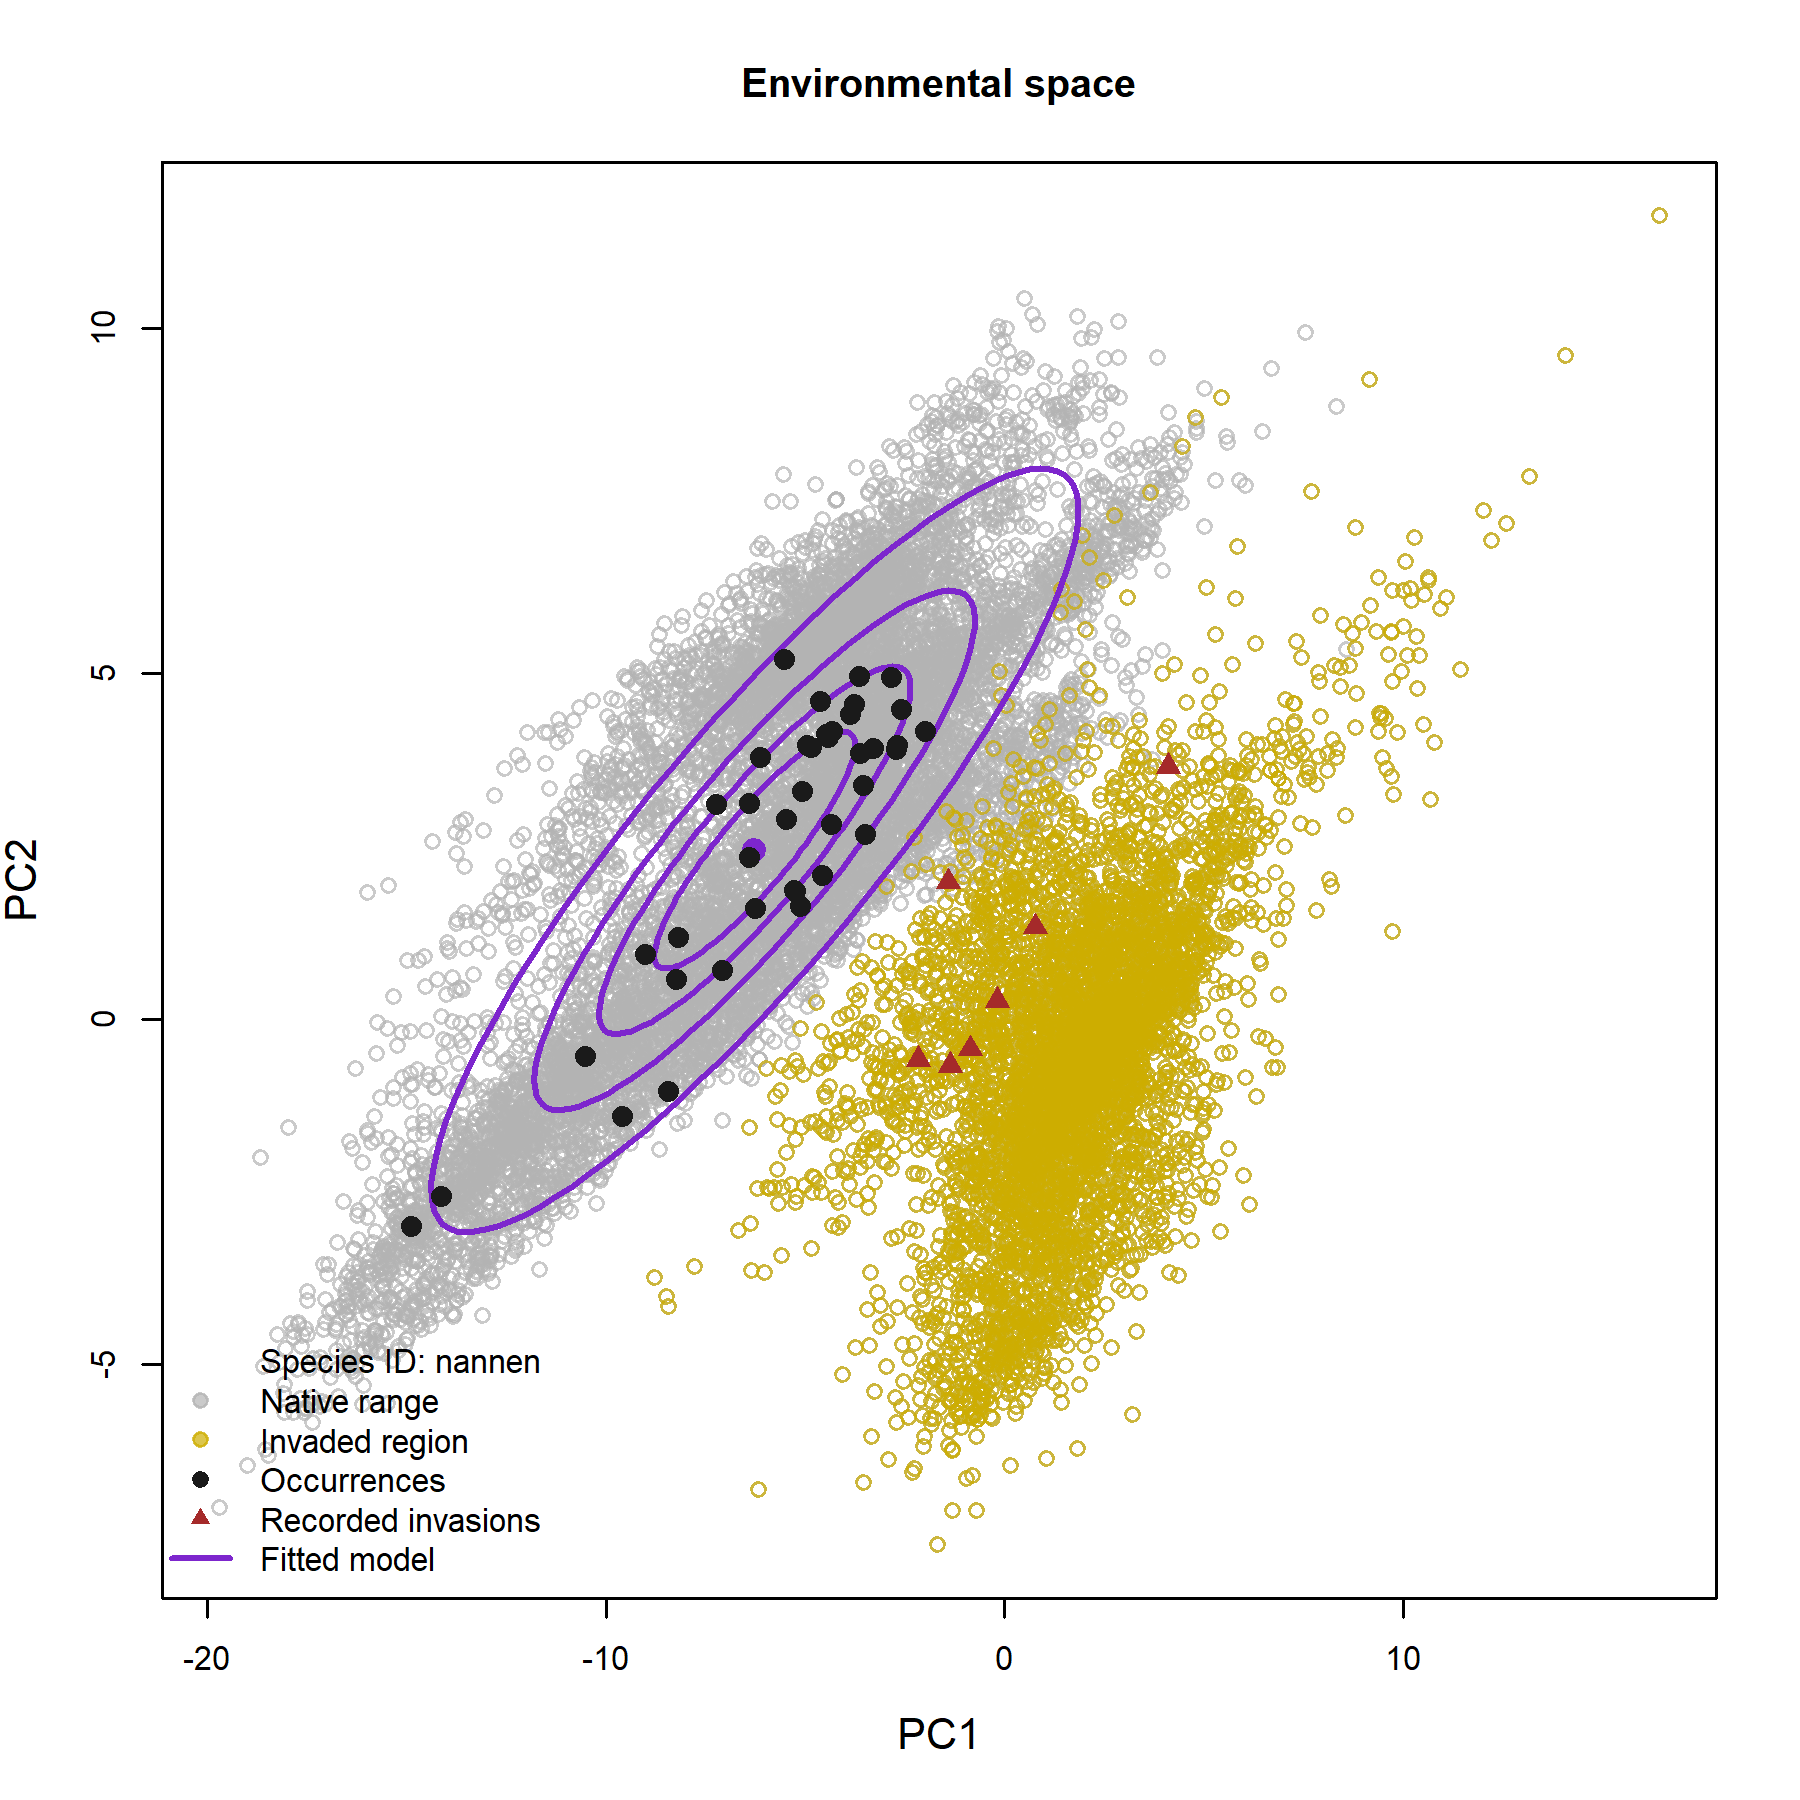 Environmental space
10
5
0
-5
PC2
Species ID: nannen
Native range
Invaded region
Occurrences
Recorded invasions
Fitted model
-20
-10
0
10
PC1